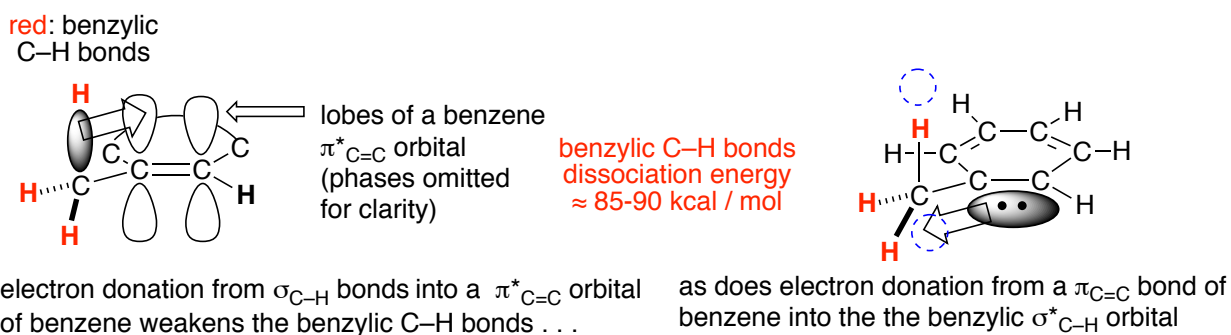 red: benzylic
C–H bonds
H
C
C
C
C
C
H
H
H
lobes of a benzene
π*C=C orbital
(phases omitted
for clarity)
benzylic C–H bonds
dissociation energy
≈ 85-90 kcal / mol
H
H
H
C
C
H
C
C
H
C
C
C
H
H
H
electron donation from σC–H bonds into a π*C=C orbital
of benzene weakens the benzylic C–H bonds . . .
as does electron donation from a πC=C bond of
benzene into the the benzylic σ*C–H orbital